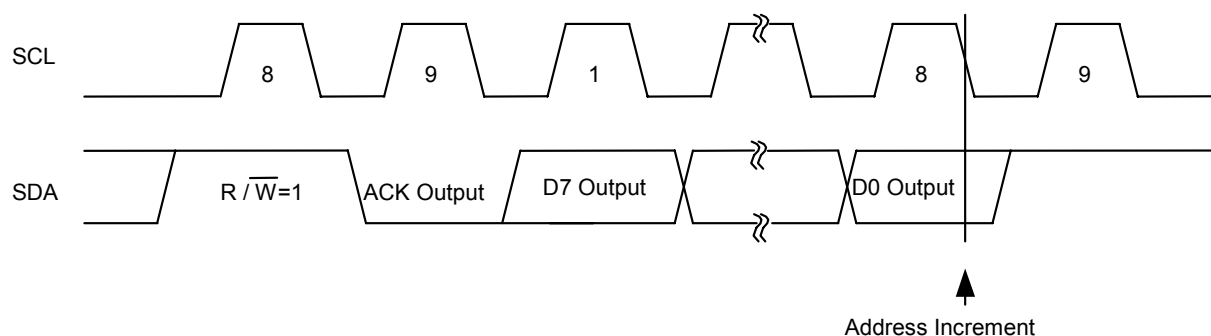 SCL
8
9
1
8
9
SDA
R / W̅=1
ACK Output
D7 Output
D0 Output
Address Increment